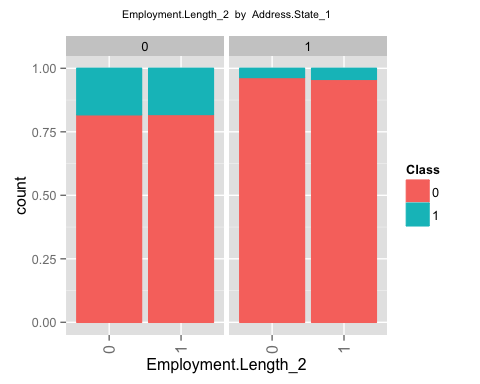 Employment.Length_2 by Address.State_1
0 1
1.00
0.75
0.50
0.25
0.00
count
0 1 0 1
Employment.Length_2
Class
0
1